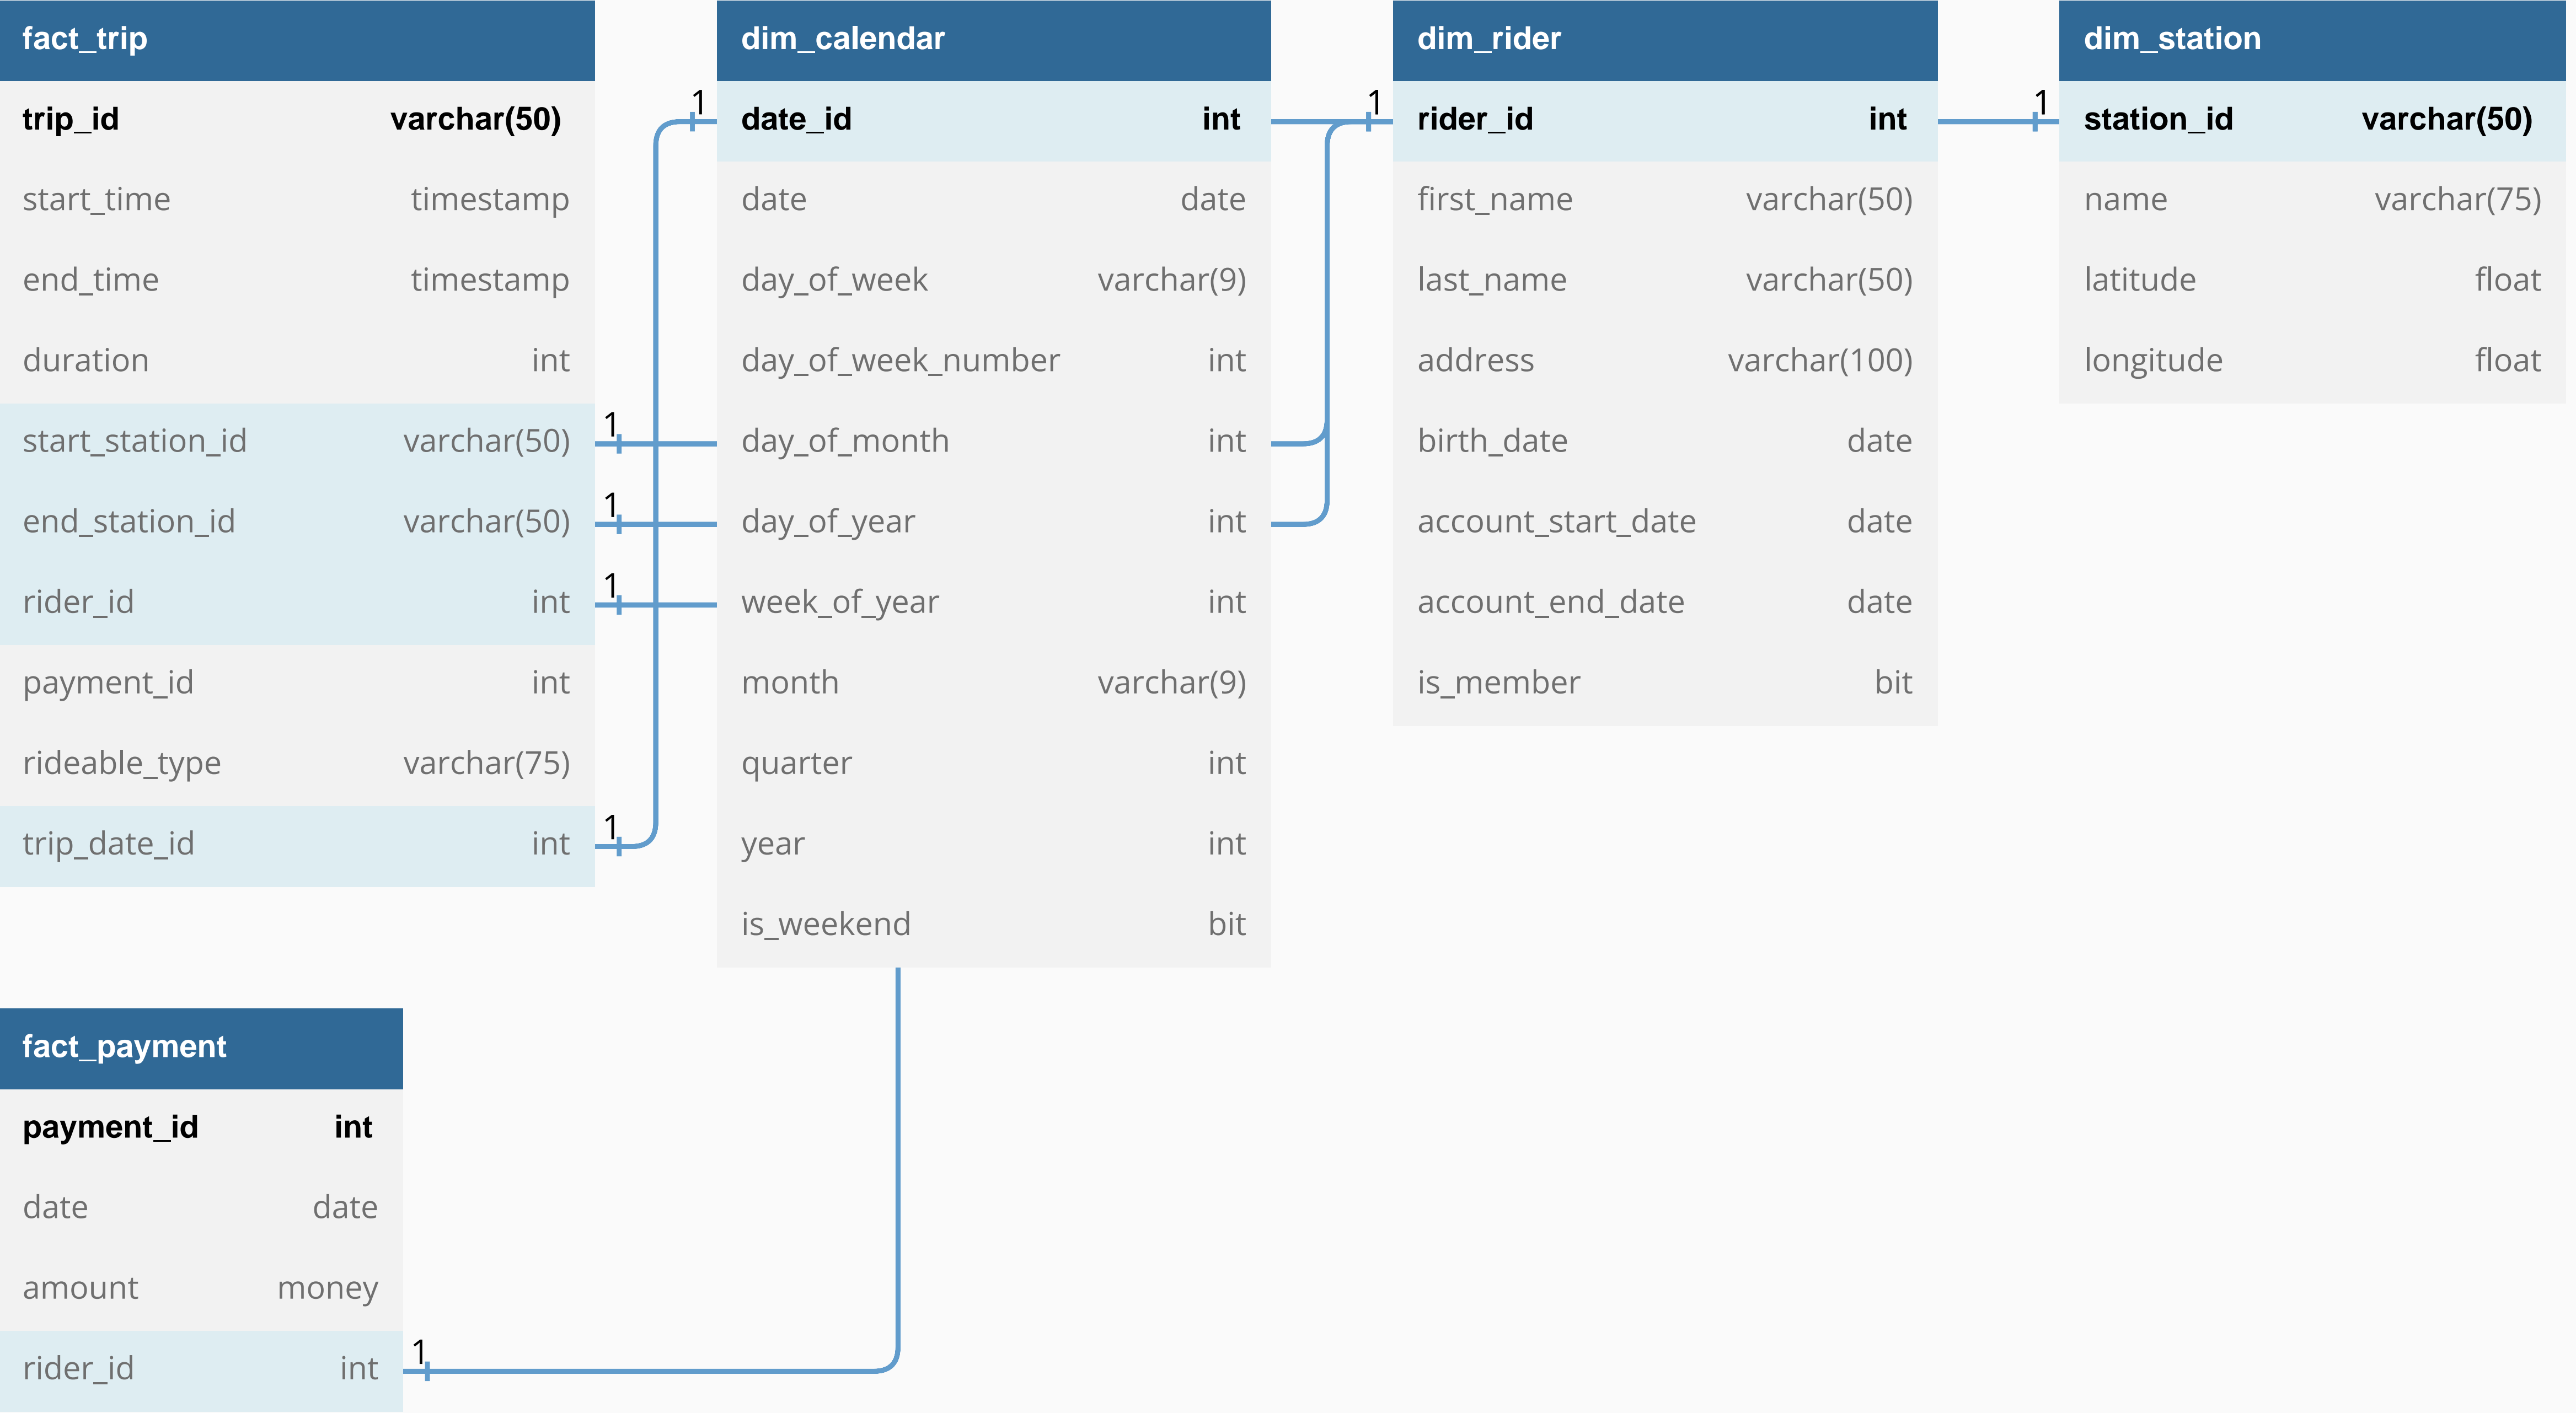 fact_trip
trip_id varchar(50)
start_time timestamp
end_time timestamp
duration int
start_station_id varchar(50) 1
end_station_id varchar(50) 1
rider_id int 1
payment_id int
rideable_type varchar(75)
trip_date_id int 1
dim_calendar
1 date_id int
date date
day_of_week varchar(9)
day_of_week_number int
day_of_month int
day_of_year int
week_of_year int
month varchar(9)
quarter int
year int
is_weekend bit
dim_rider
1 rider_id int
first_name varchar(50)
last_name varchar(50)
address varchar(100)
birth_date date
account_start_date date
account_end_date date
is_member bit
dim_station
1 station_id varchar(50)
name varchar(75)
latitude float
longitude float
fact_payment
payment_id int
date date
amount money
rider_id int 1